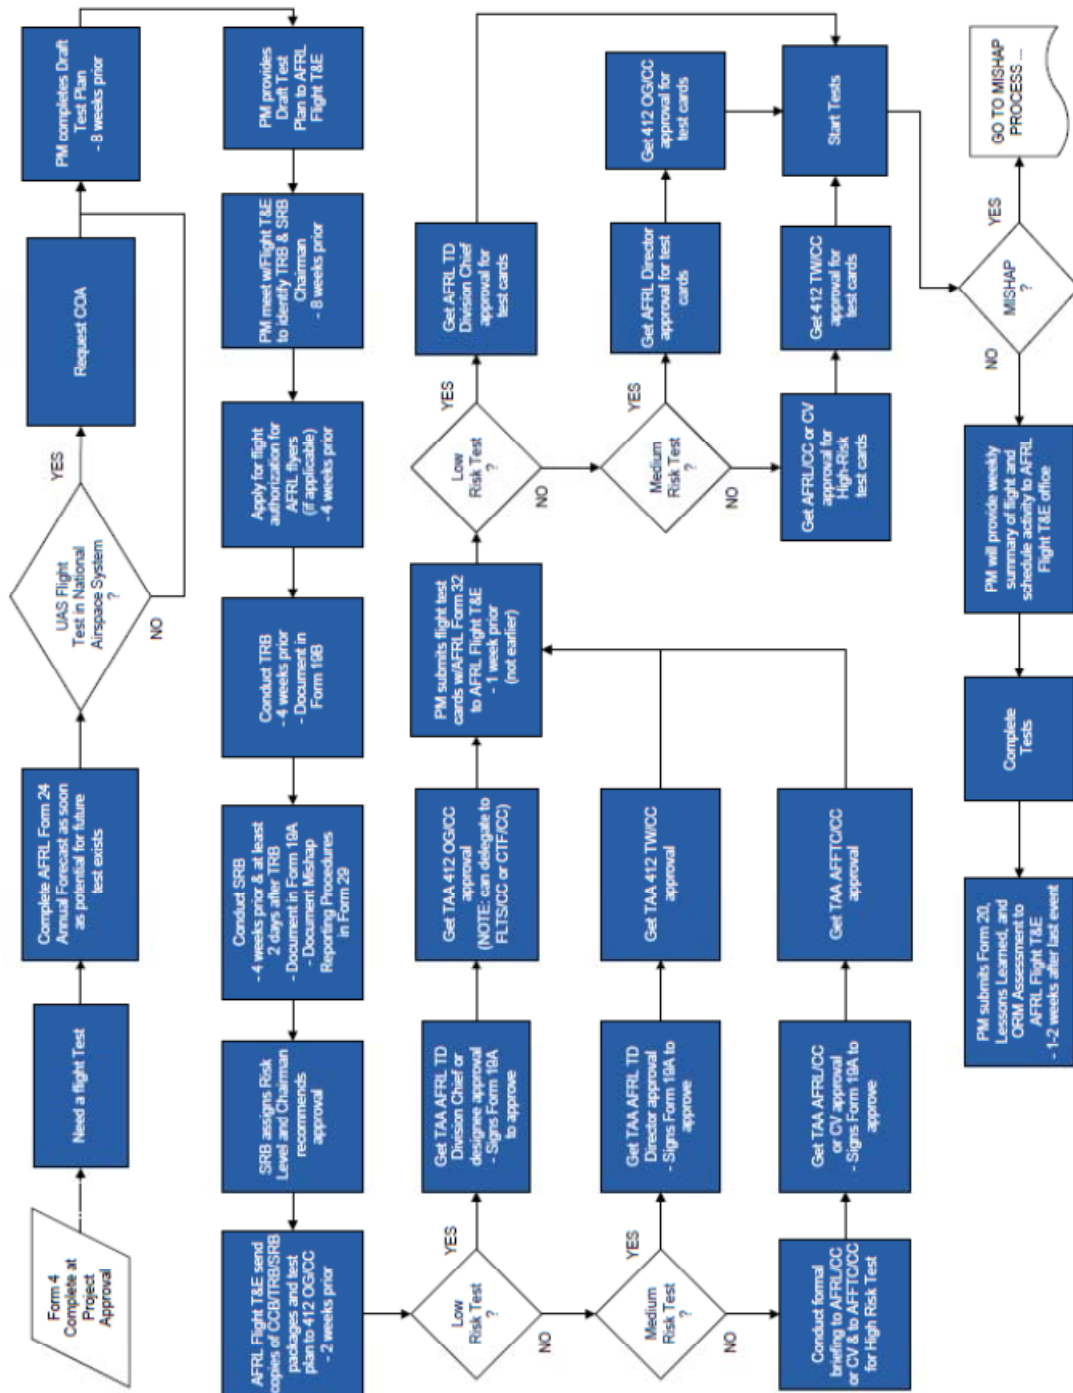 Form 4
Complete at
Project
Approval
Need a flight Test
Complete AFRL Form 24
Annual Forecast as soon
as potential for future
test exists
UAS Flight
Test in National
Airspace System
?
YES
NO
Request COA
PM completes Draft
Test Plan
- 8 weeks prior
PM provides
Draft Test
Plan to AFRL
Flight T&E
PM meet w/Flight T&E
to identify TRB & SRB
Chairman
- 8 weeks prior
Apply for flight
authorization for
AFRL flyers
(if applicable)
- 4 weeks prior
Conduct TRB
- 4 weeks prior
- Document in
Form 19B
Conduct SRB
- 4 weeks prior & at least
2 days after TRB
- Document in Form 19A
- Document Mishap
Reporting Procedures
in Form 29
SRB assigns Risk
Level and Chairman
recommends
approval
AFRL Flight T&E send
copies of CCB/TRB/SRB
packages and test
plan to 412 OG/CC
- 2 weeks prior
Low
Risk Test
?
YES
NO
Get TAA AFRL TD
Division Chief or
designee approval
- Signs Form 19A
to approve
Get TAA 412 OG/CC
approval
(NOTE: can delegate to
FLTS/CC or CTF/CC)
PM submits flight test
cards w/AFRL Form 32
to AFRL Flight T&E
- 1 week prior
(not earlier)
Low
Risk Test
?
YES
NO
Get AFRL TD
Division Chief
approval for
test cards
Medium
Risk Test
?
YES
NO
Get TAA AFRL TD
Director approval
- Signs Form 19A to
approve
Get TAA 412 TW/CC
approval
Medium
Risk Test
?
YES
NO
Get AFRL Director
approval for test
cards
Get 412 OG/CC
approval for
test cards
Conduct formal
briefing to AFRL/CC
or CV & to AFFTC/CC
for High Risk Test
Get TAA AFRL/CC
or CV approval
- Signs Form 19A to
approve
Get TAA AFFTC/CC
approval
Get AFRL/CC or CV
approval for
High-Risk
test cards
Get 412 TW/CC
approval for
test cards
Start Tests
MISHAP
?
YES
NO
GO TO MISHAP
PROCESS ...
PM will provide weekly
summary of flight and
schedule activity to AFRL
Flight T&E office
Complete
Tests
PM submits Form 20,
Lessons Learned, and
ORM Assessment to
AFRL Flight T&E
- 1-2 weeks after last event